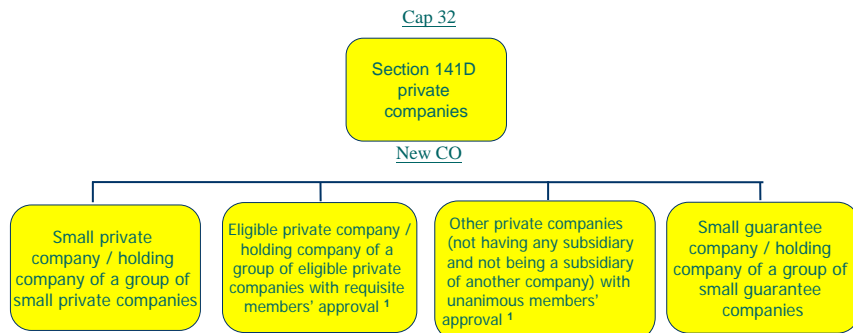 Cap 32
Section 141D
private
companies
New CO
Small private
company / holding
company of a group of
small private companies
Eligible private company /
holding company of a
group of eligible private
companies with requisite
members’ approval ¹
Other private companies
(not having any subsidiary
and not being a subsidiary
of another company) with
unanimous members’
approval ¹
Small guarantee
company / holding
company of a group of
small guarantee
companies